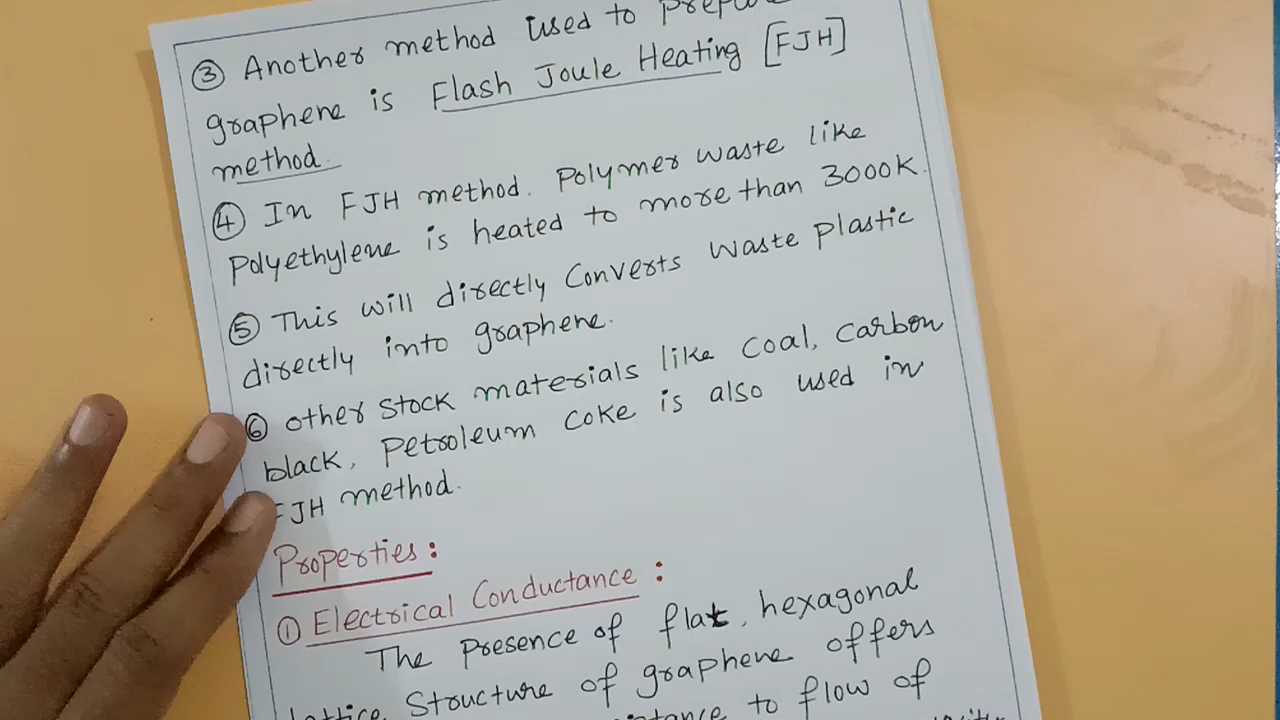 ③ Another method used to prepa
graphene is Flash Joule Heating [FJH]
method.
④ In FJH method. Polymer waste like
Polyethylene is heated to more than 3000K.
⑤ This will directly Converts waste plastic
directly into graphene.
⑥ Other stock materials like coal, carbon
black, Petroleum coke is also used in
FJH method.
Properties:
① Electrical Conductance:
The Presence of flat, hexagonal
lattice Structure of graphene offers
to flow of